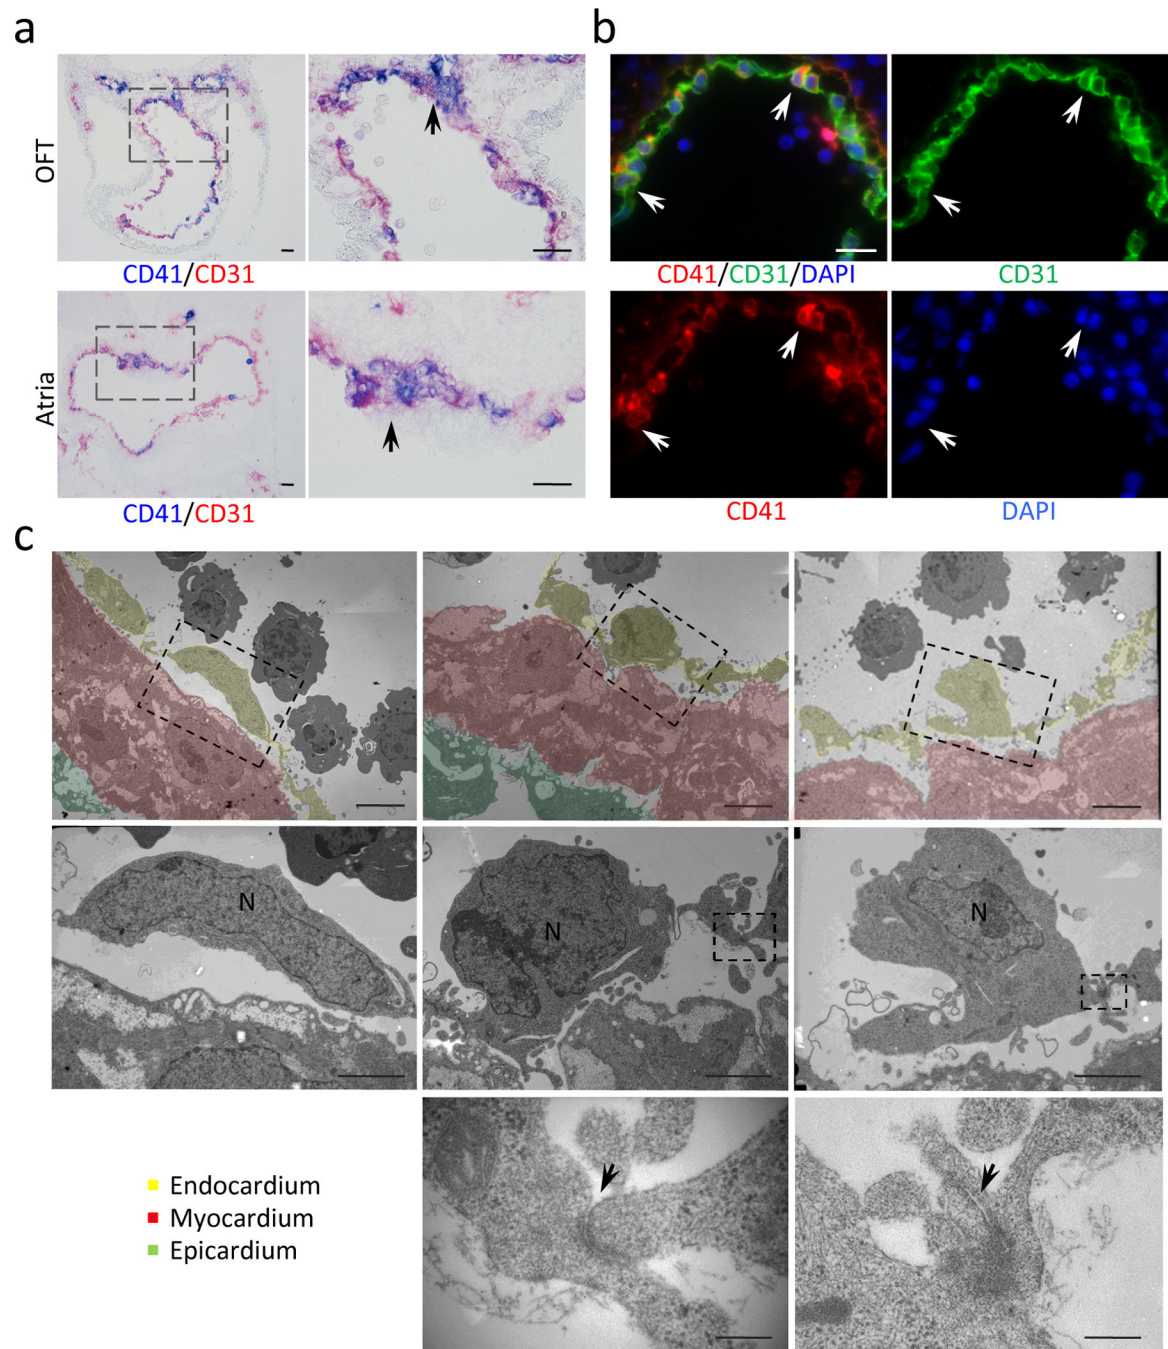 a
b
OFT
CD41/CD31
CD41/CD31/DAPI
CD31
Atria
CD41/CD31
CD41
DAPI
c
N
N
N
Endocardium
Myocardium
Epicardium